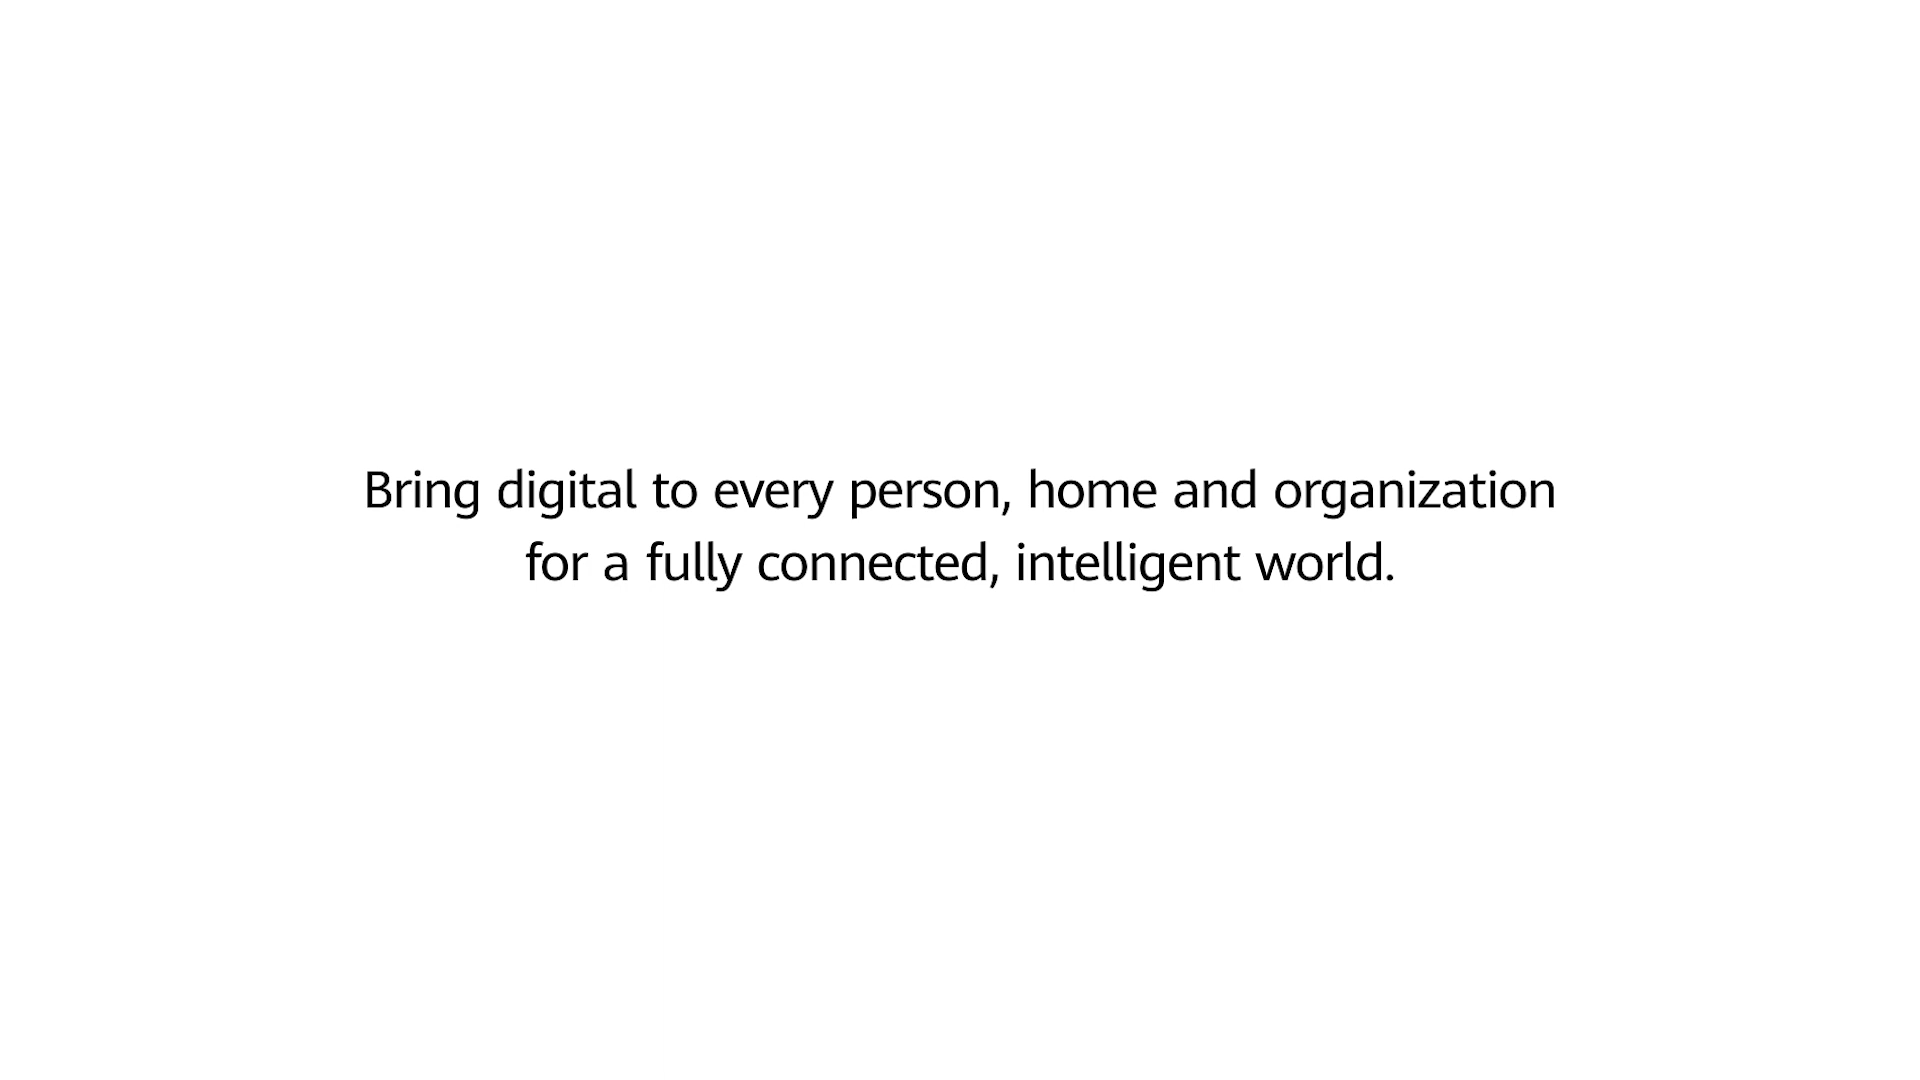 Bring digital to every person, home and organization
for a fully connected, intelligent world.